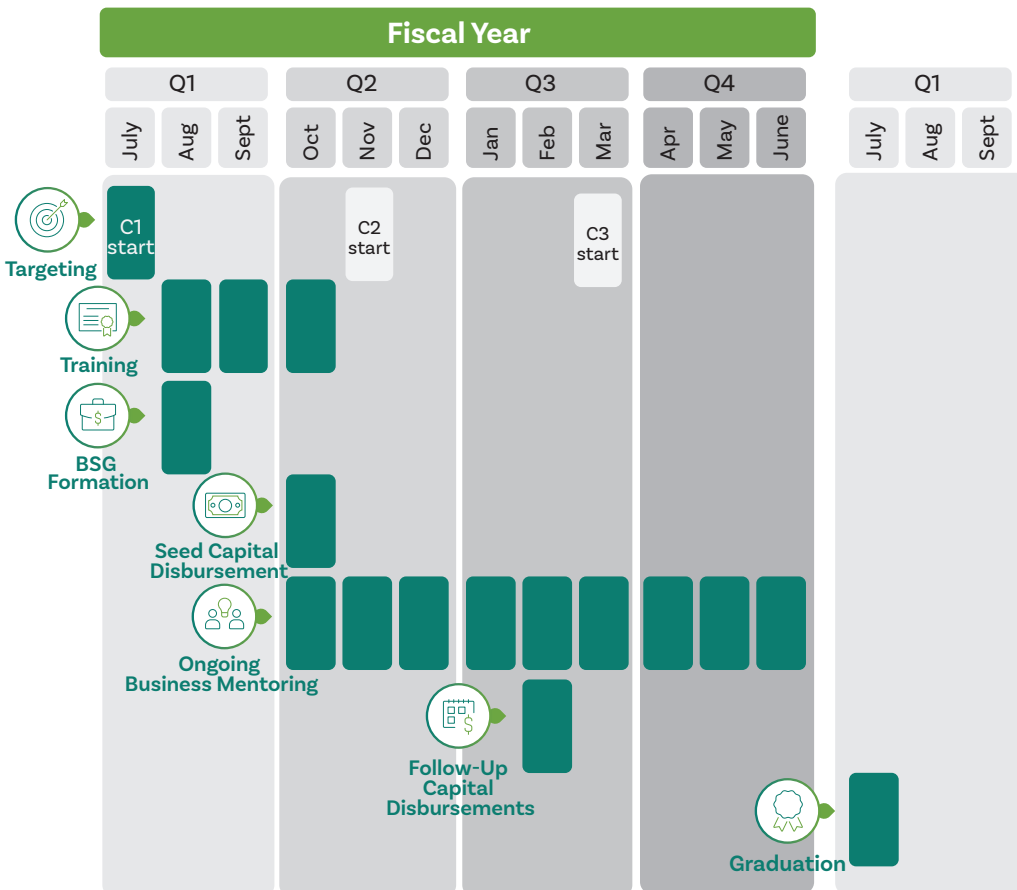 Fiscal Year
Q1
Q2
Q3
Q4
Q1
July
Aug
Sept
Oct
Nov
Dec
Jan
Feb
Mar
Apr
May
June
July
Aug
Sept
C1
start
C2
start
C3
start
Targeting
Training
$
BSG
Formation
Seed Capital
Disbursement
Ongoing
Business Mentoring
$
Follow-Up
Capital
Disbursements
Graduation